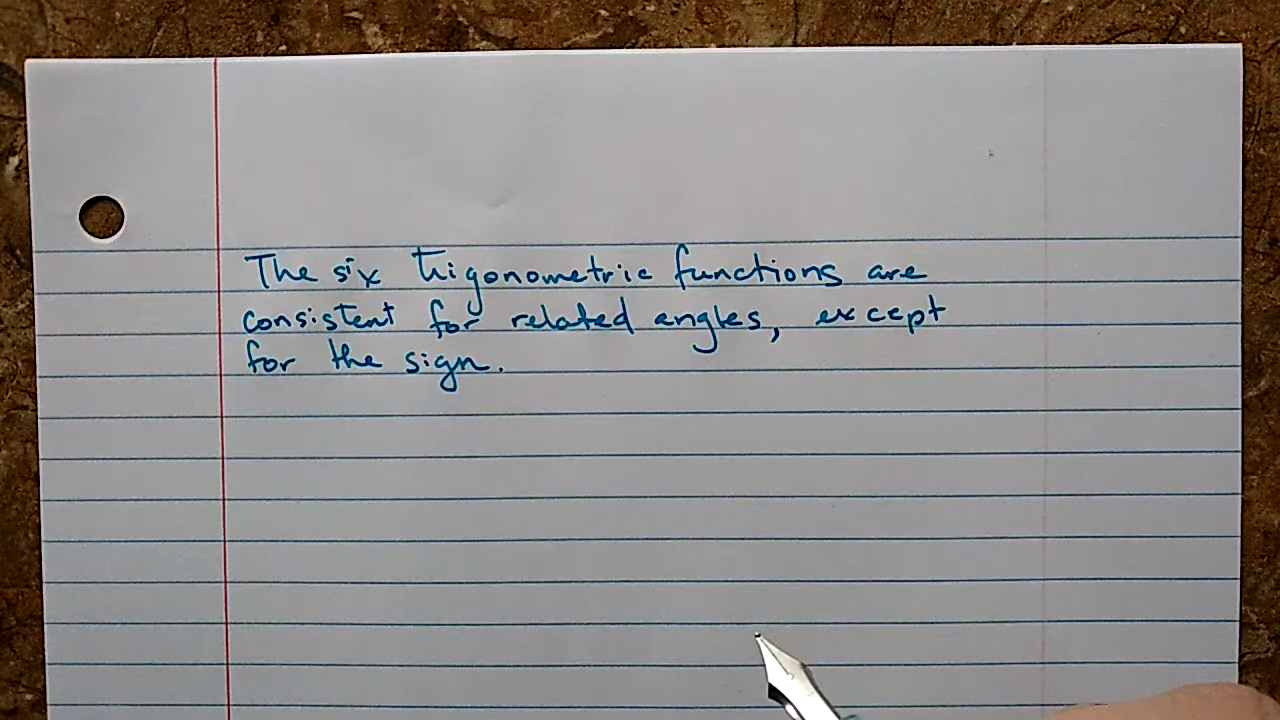 The six trigonometric functions are
consistent for related angles, except
for the sign.